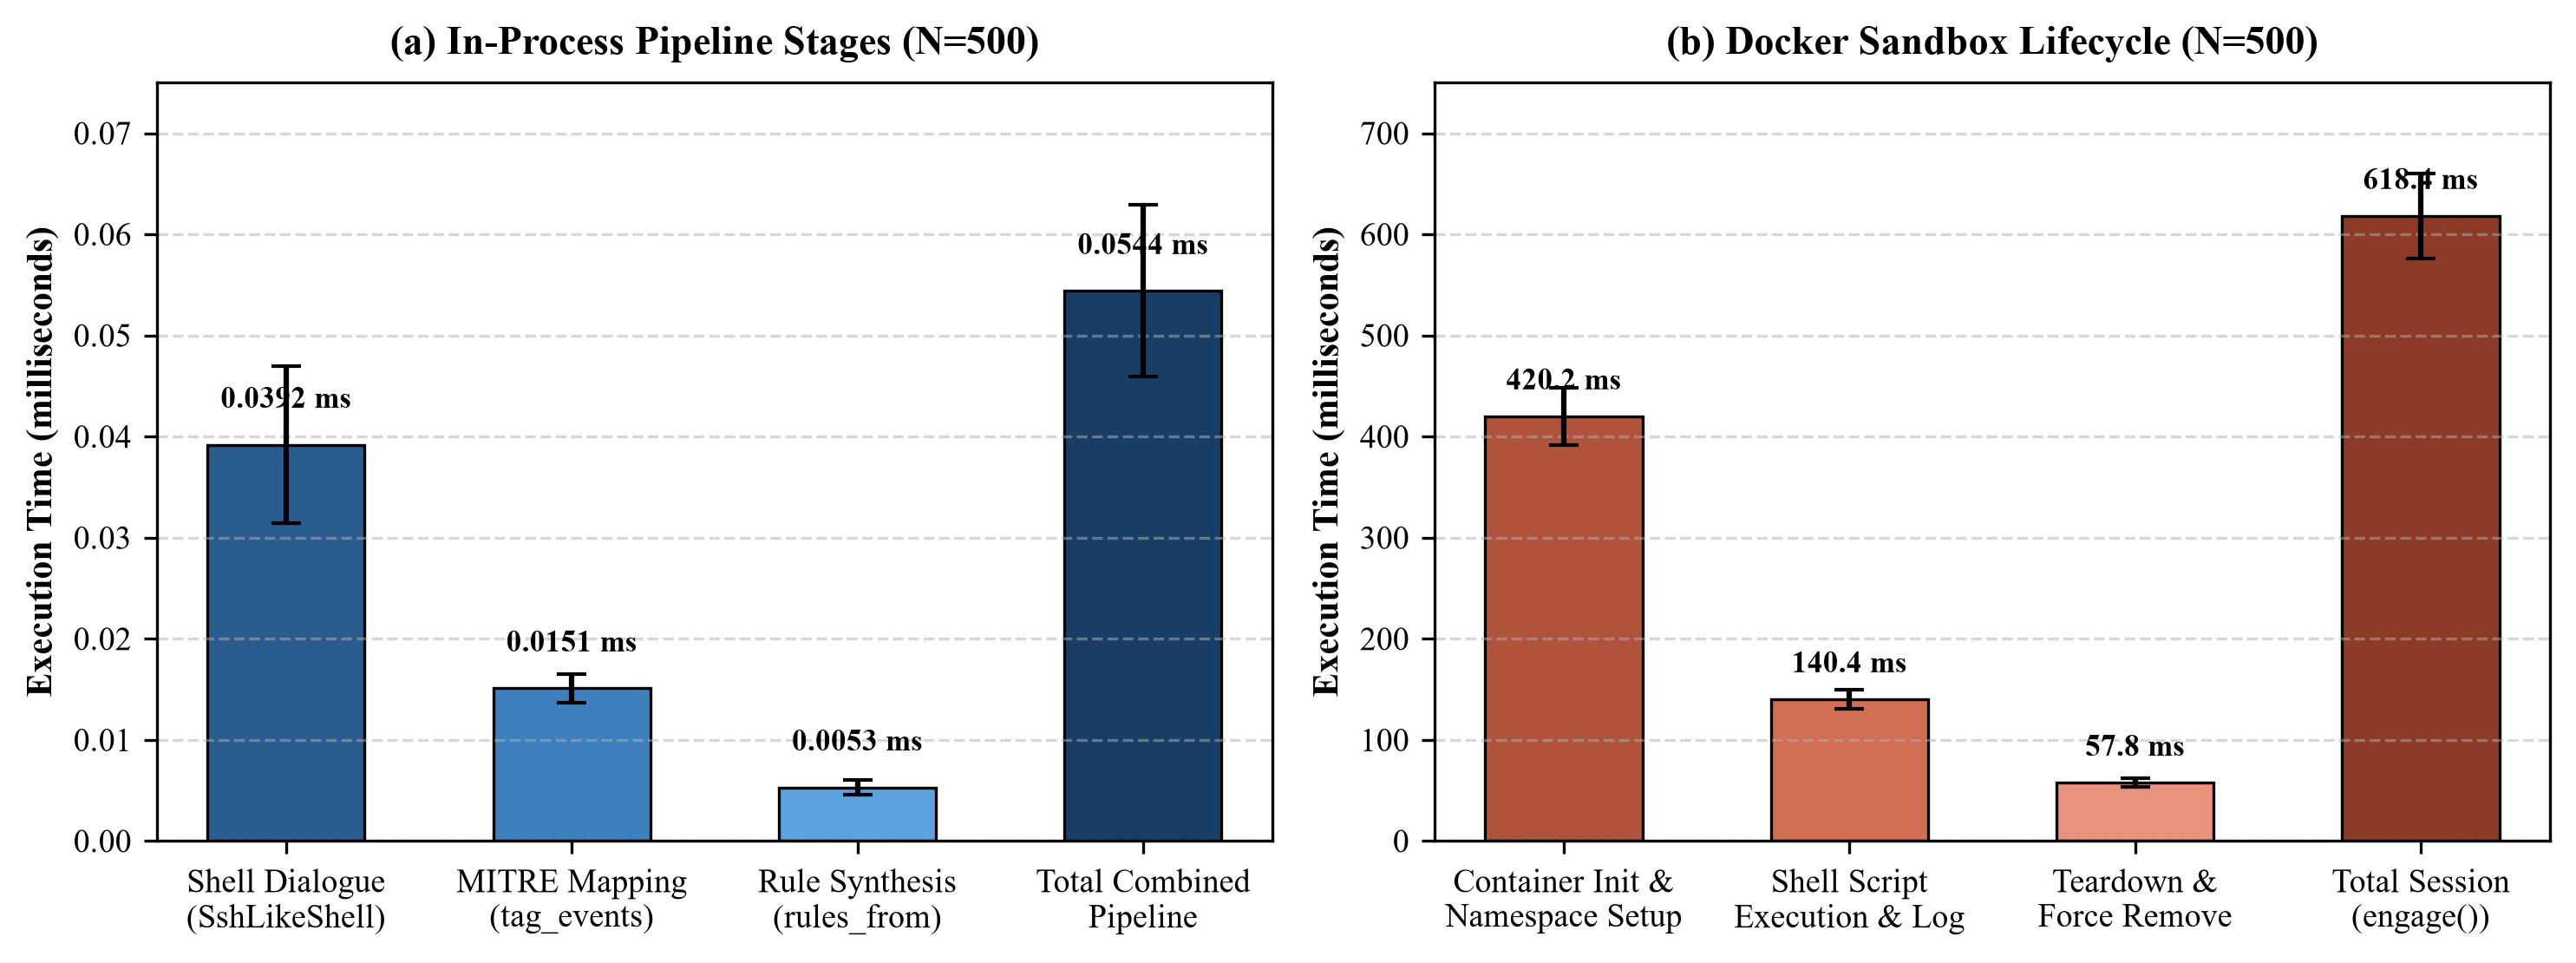 (a) In-Process Pipeline Stages (N=500)
Execution Time (milliseconds)
0.07
0.06
0.05
0.04
0.03
0.02
0.01
0.00
0.0392 ms
0.0151 ms
0.0053 ms
0.0544 ms
Shell Dialogue
(SshLikeShell)
MITRE Mapping
(tag_events)
Rule Synthesis
(rules_from)
Total Combined
Pipeline
(b) Docker Sandbox Lifecycle (N=500)
Execution Time (milliseconds)
700
600
500
400
300
200
100
0
420.2 ms
140.4 ms
57.8 ms
618.4 ms
Container Init &
Namespace Setup
Shell Script
Execution & Log
Teardown &
Force Remove
Total Session
(engage())